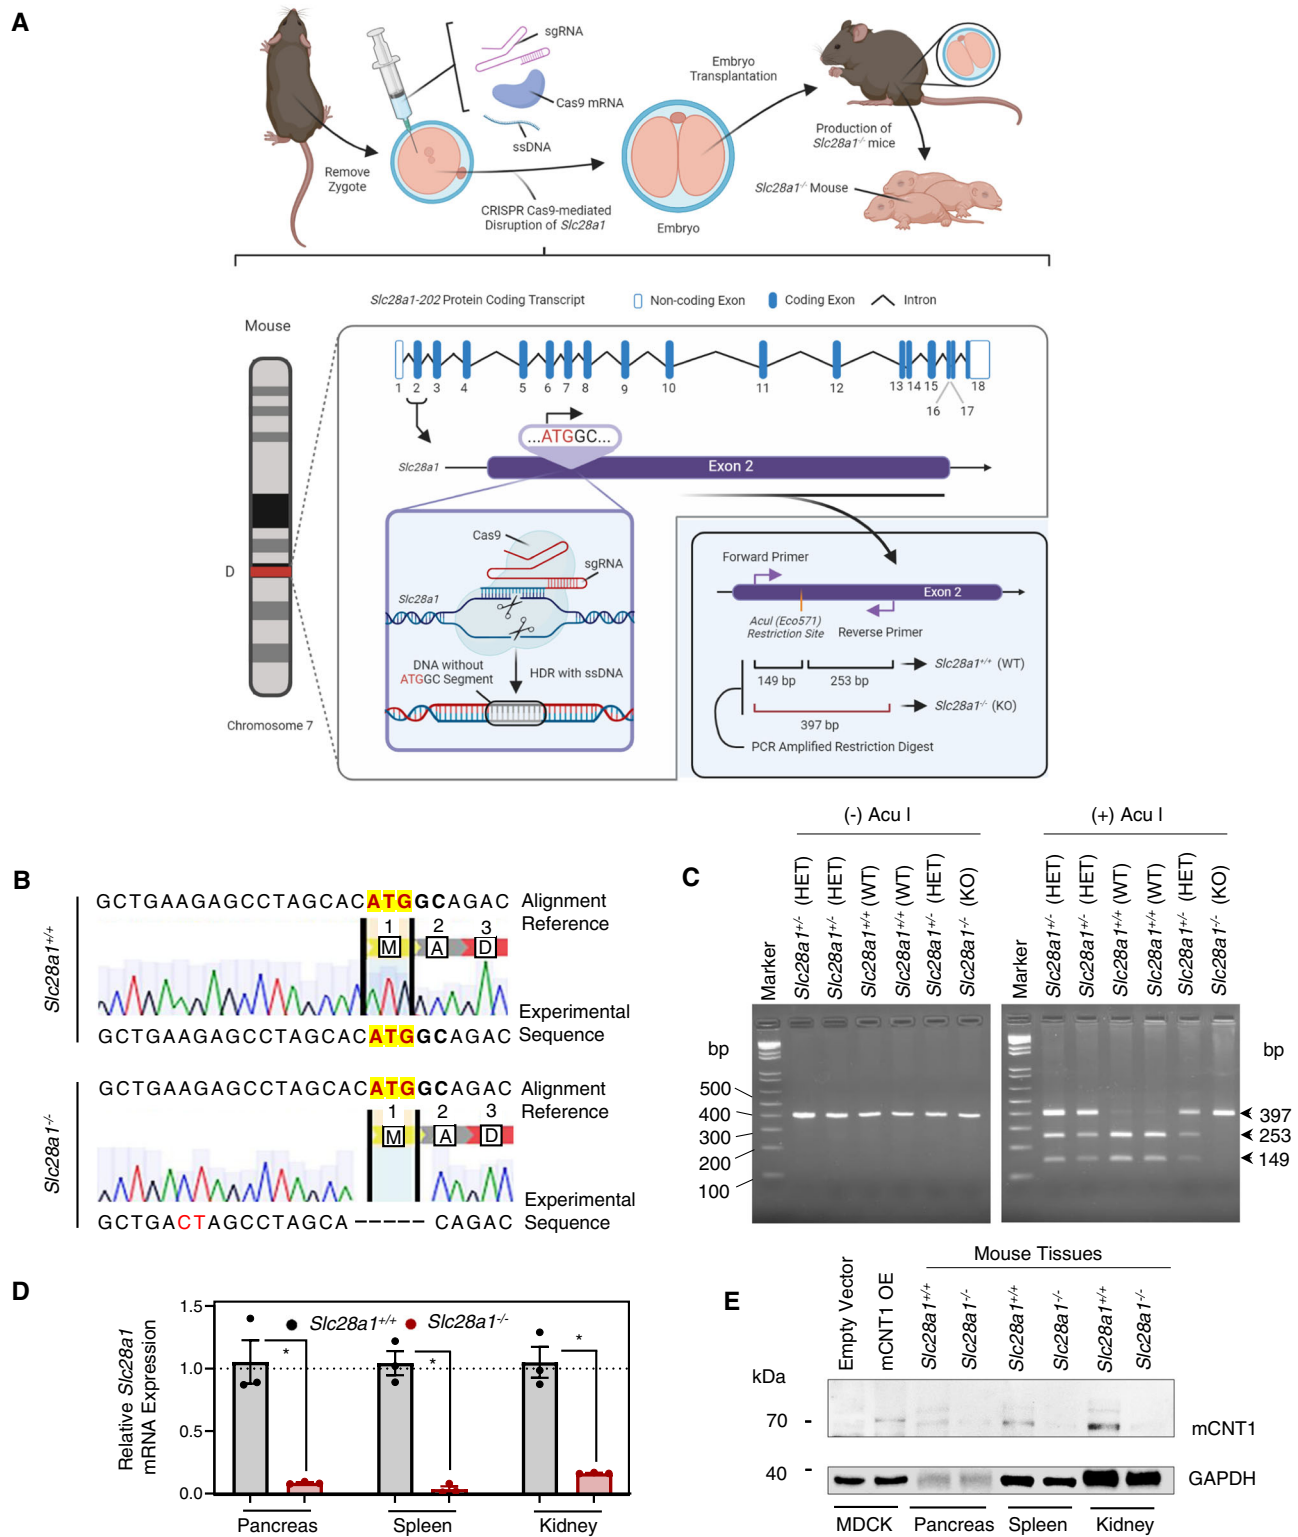 A
sgRNA
Cas9 mRNA
ssDNA
Remove
Zygote
CRISPR Cas9-mediated
Disruption of Slc28a1
Embryo
Embryo
Transplantation
Production of
Slc28a1-/- mice
Slc28a1-/- Mouse
Slc28a1-202 Protein Coding Transcript
Non-coding Exon
Coding Exon
Intron
Mouse
D
Chromosome 7
1 2 3 4 5 6 7 8 9 10 11 12 13 14 15 18
16 17
...ATGGC...
Slc28a1
Exon 2
Cas9
sgRNA
Slc28a1
DNA without
ATGGC Segment
HDR with ssDNA
Forward Primer
Exon 2
AcuI (Eco571)
Restriction Site
Reverse Primer
149 bp 253 bp
Slc28a1+/+ (WT)
397 bp
Slc28a1-/- (KO)
PCR Amplified Restriction Digest
B
Slc28a1+/+
GCTGAAGAGCCTAGCACATGGCAGAC Alignment
Reference
1 2 3
M A D
Experimental
GCTGAAGAGCCTAGCACATGGCAGAC Sequence
Slc28a1-/-
GCTGAAGAGCCTAGCACATGGCAGAC Alignment
Reference
1 2 3
M A D
Experimental
GCTGACTAGCCTAGCA ----- CAGAC Sequence
C
(-) Acu I
Marker
Slc28a1+/- (HET)
Slc28a1+/- (HET)
Slc28a1+/+ (WT)
Slc28a1+/+ (WT)
Slc28a1+/- (HET)
Slc28a1-/- (KO)
bp
500
400
300
200
100
(+) Acu I
Marker
Slc28a1+/- (HET)
Slc28a1+/- (HET)
Slc28a1+/+ (WT)
Slc28a1+/+ (WT)
Slc28a1+/- (HET)
Slc28a1-/- (KO)
bp
397
253
149
D
Relative Slc28a1
mRNA Expression
1.5
1.0
0.5
0.0
Slc28a1+/+ Slc28a1-/-
* * *
Pancreas Spleen Kidney
E
Mouse Tissues
Empty Vector
mCNT1 OE
Slc28a1+/+
Slc28a1-/-
Slc28a1+/+
Slc28a1-/-
Slc28a1+/+
Slc28a1-/-
kDa
70 -
mCNT1
40 -
GAPDH
MDCK Pancreas Spleen Kidney